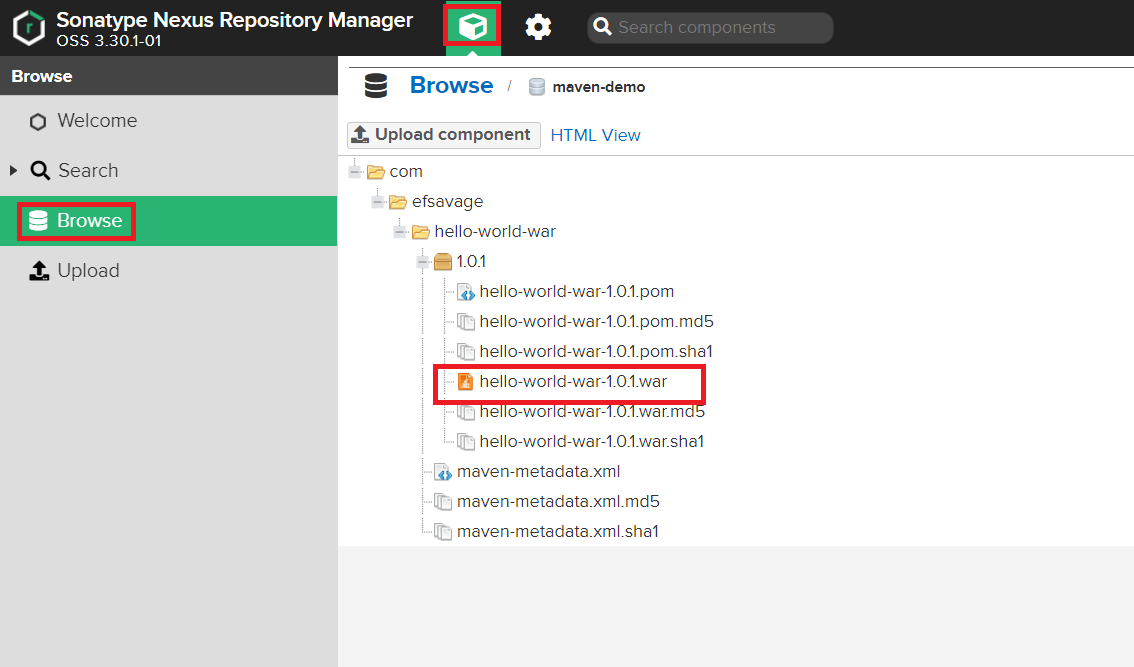 Sonatype Nexus Repository Manager
OSS 3.30.1-01
Search components
Browse
Welcome
Search
Browse
Upload
Browse / maven-demo
Upload component HTML View
com
efsavage
hello-world-war
1.0.1
hello-world-war-1.0.1.pom
hello-world-war-1.0.1.pom.md5
hello-world-war-1.0.1.pom.sha1
hello-world-war-1.0.1.war
hello-world-war-1.0.1.war.md5
hello-world-war-1.0.1.war.sha1
maven-metadata.xml
maven-metadata.xml.md5
maven-metadata.xml.sha1